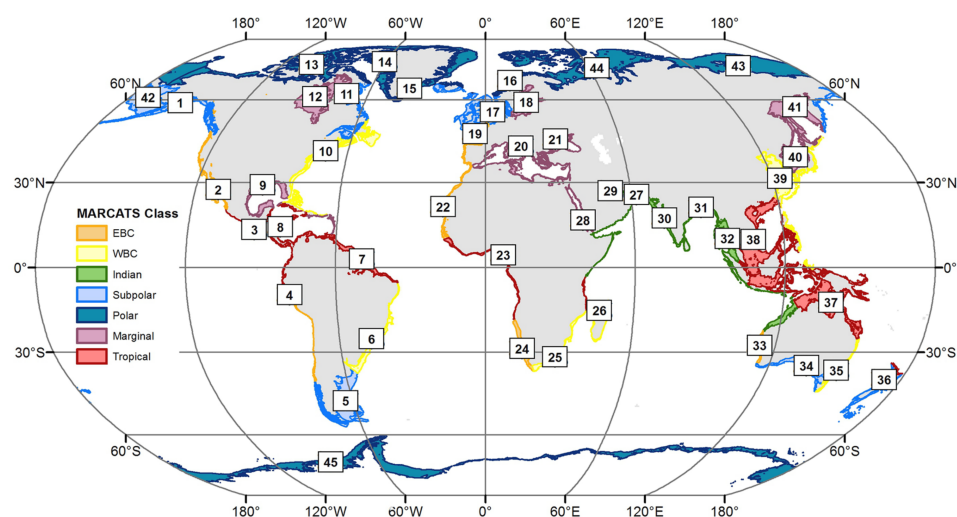 180° 120°W 60°W 0° 60°E 120°E 180°
13 14 16 44 43
60°N 60°N
42 1 12 11 15 17 18 41
10 19 20 21 40
30°N 2 9 22 29 27 39 30°N
MARCATS Class
EBC
WBC
Indian
Subpolar
Polar
Marginal
Tropical
3 8 28 30 31
7 23 32 38
0° 0°
4 26 37
6 24 25 33
30°S 30°S
5 34 35 36
60°S 60°S
45
180° 120°W 60°W 0° 60°E 120°E 180°